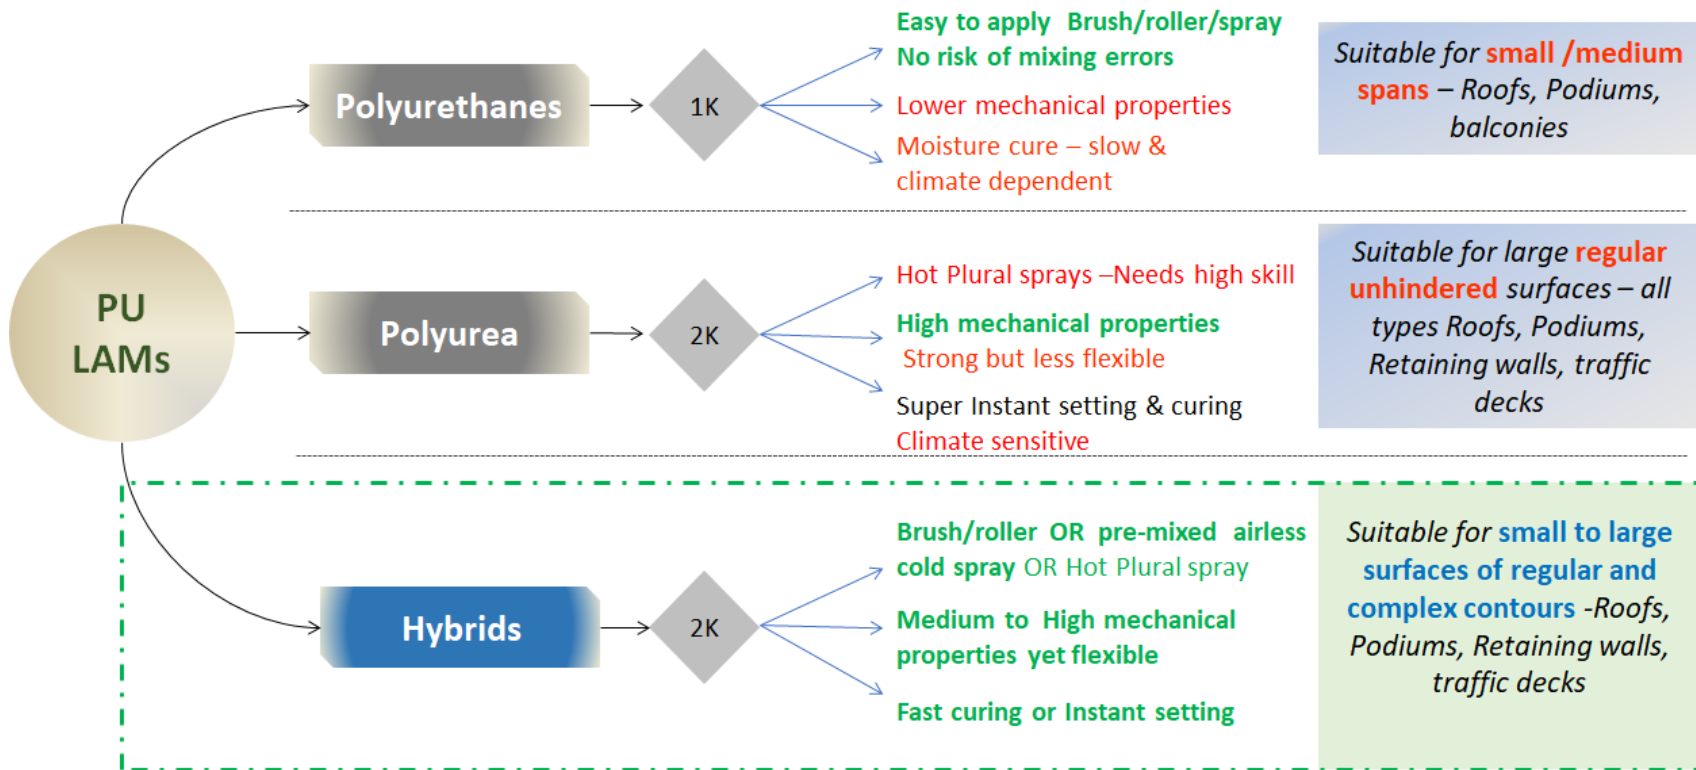 PU
LAMs
Polyurethanes
1K
Easy to apply Brush/roller/spray
No risk of mixing errors
Lower mechanical properties
Moisture cure – slow &
climate dependent
Suitable for small /medium
spans – Roofs, Podiums,
balconies
Polyurea
2K
Hot Plural sprays –Needs high skill
High mechanical properties
Strong but less flexible
Super Instant setting & curing
Climate sensitive
Suitable for large regular
unhindered surfaces – all
types Roofs, Podiums,
Retaining walls, traffic
decks
Hybrids
2K
Brush/roller OR pre-mixed airless
cold spray OR Hot Plural spray
Medium to High mechanical
properties yet flexible
Fast curing or Instant setting
Suitable for small to large
surfaces of regular and
complex contours -Roofs,
Podiums, Retaining walls,
traffic decks